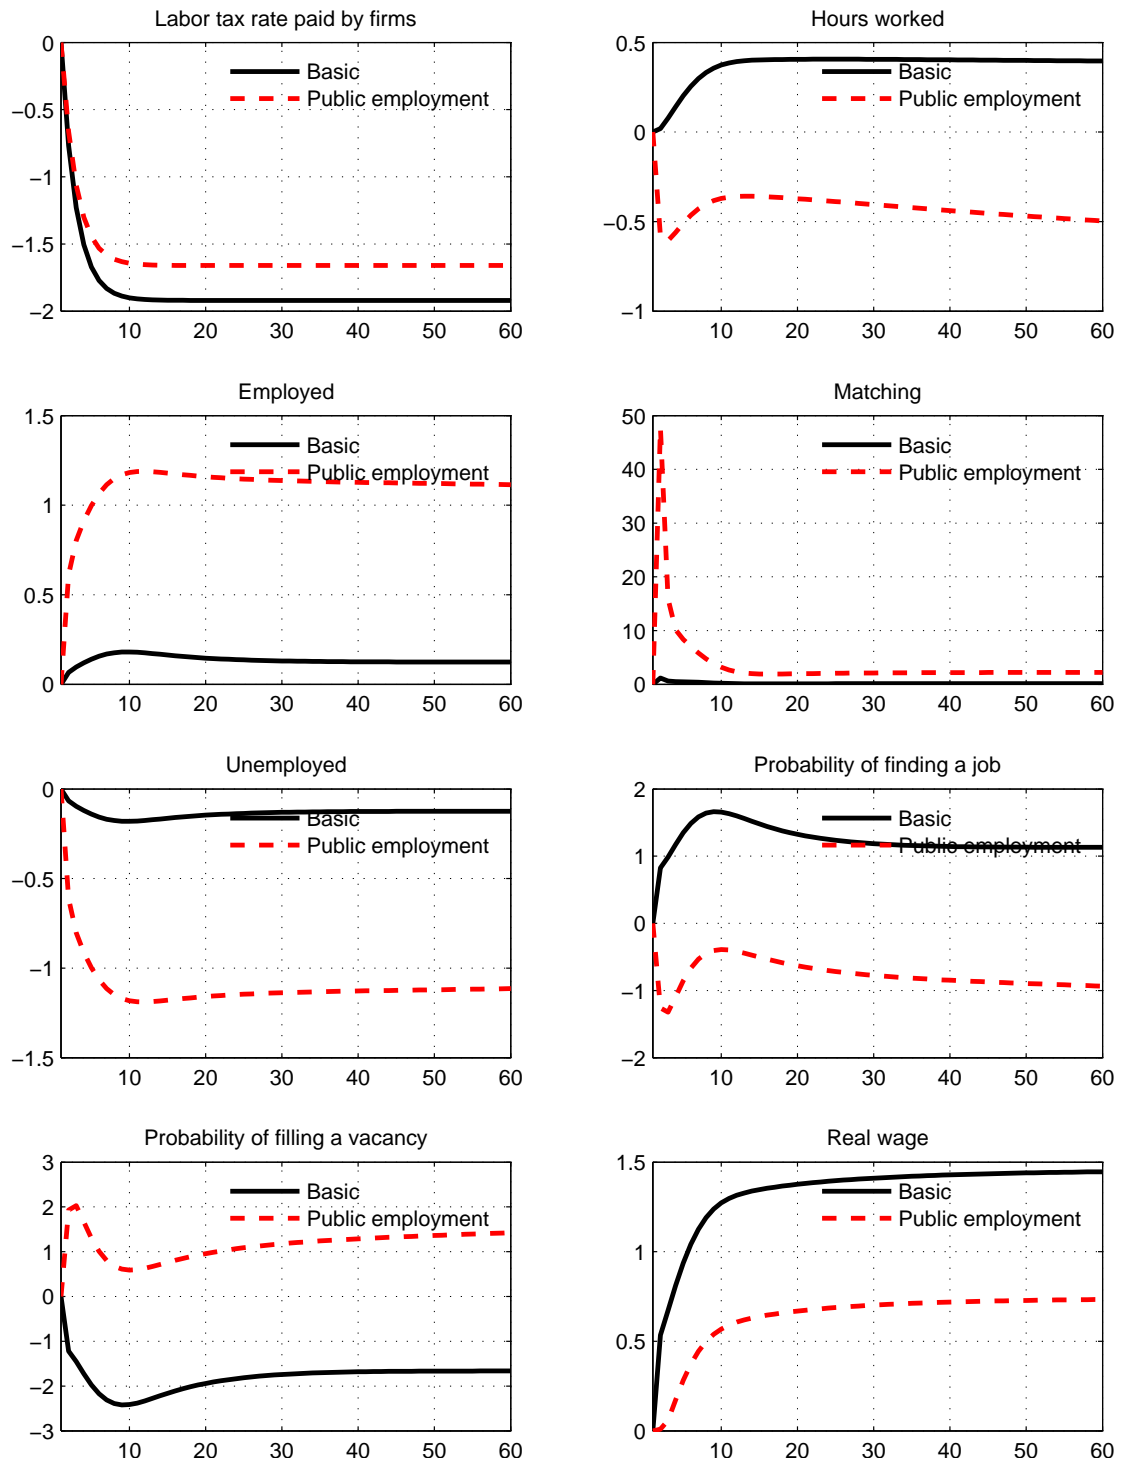 Labor tax rate paid by firms
0
−0.5
−1
−1.5
−2
10 20 30 40 50 60
Basic
Public employment
Hours worked
0.5
0
−0.5
−1
10 20 30 40 50 60
Basic
Public employment
Employed
1.5
1
0.5
0
10 20 30 40 50 60
Basic
Public employment
Matching
50
40
30
20
10
0
10 20 30 40 50 60
Basic
Public employment
Unemployed
0
−0.5
−1
−1.5
10 20 30 40 50 60
Basic
Public employment
Probability of finding a job
2
1
0
−1
−2
10 20 30 40 50 60
Basic
Public employment
Probability of filling a vacancy
3
2
1
0
−1
−2
−3
10 20 30 40 50 60
Basic
Public employment
Real wage
1.5
1
0.5
0
10 20 30 40 50 60
Basic
Public employment